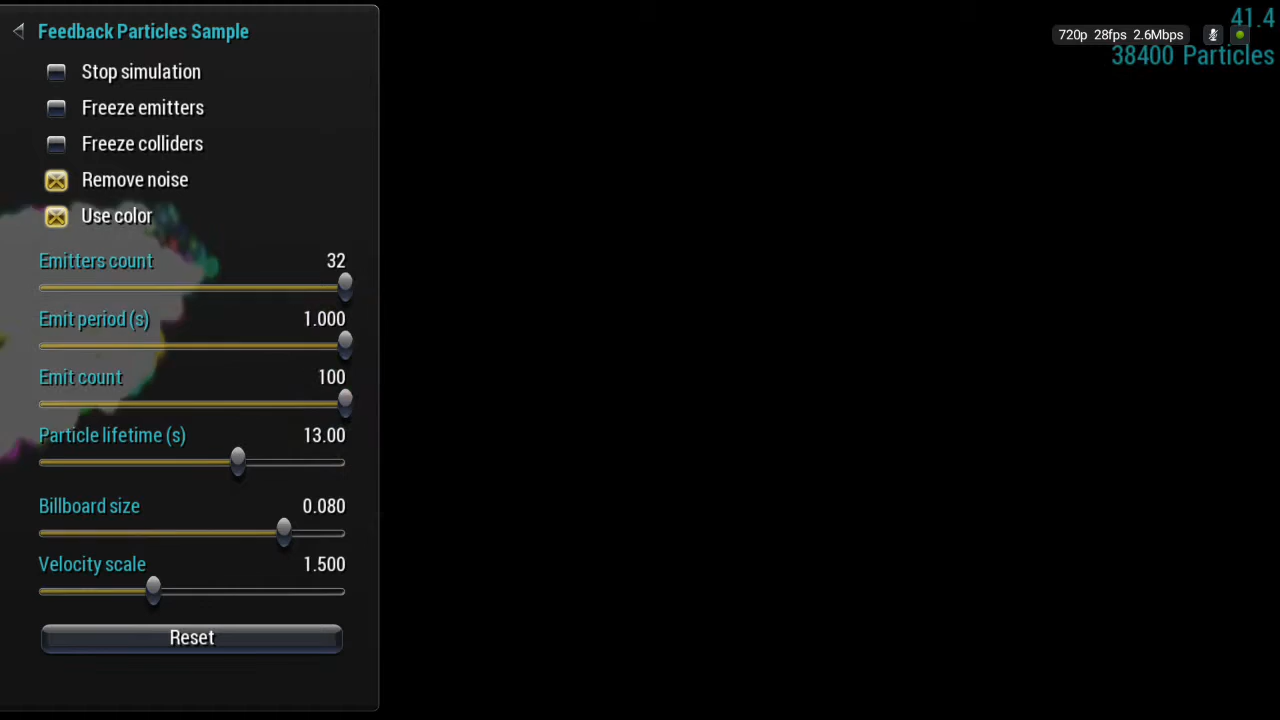 Feedback Particles Sample
41.4
720p 28fps 2.6Mbps
38400 Particles
Stop simulation
Freeze emitters
Freeze colliders
Remove noise
Use color
Emitters count 32
Emit period (s) 1.000
Emit count 100
Particle lifetime (s) 13.00
Billboard size 0.080
Velocity scale 1.500
Reset